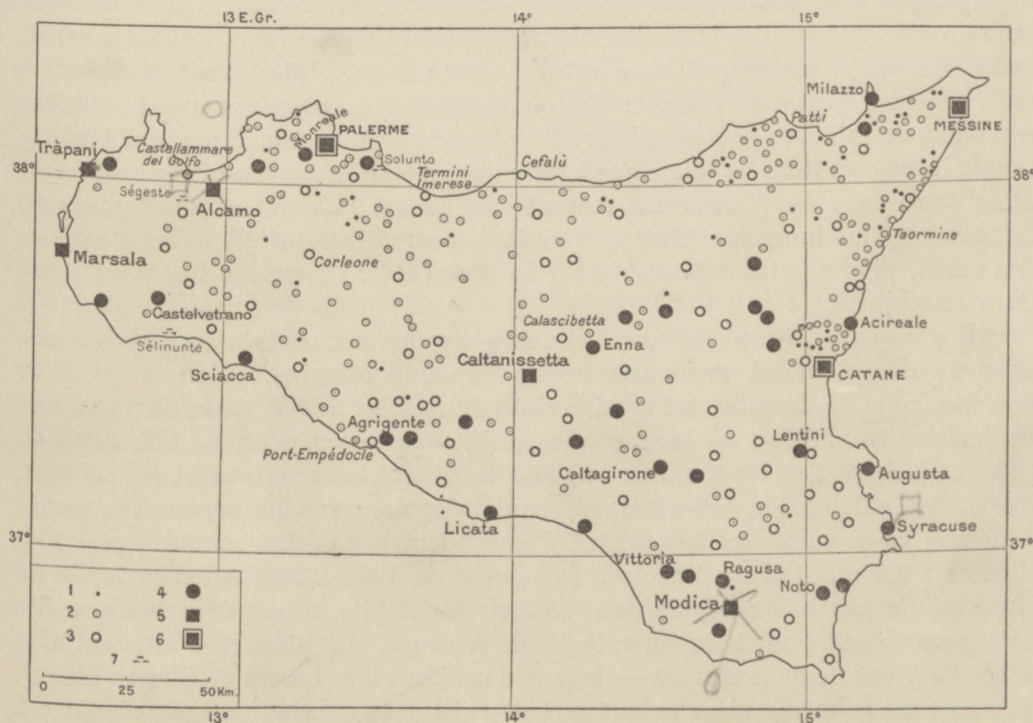 13 E.Gr.
14°
15°
Milazzo
MESSINE
Patti
Monreale
PALERME
Tràpani
Castellammare
del Golfo
Solunto
Cefalù
Termini
Imerese
38°
38°
Ségeste
Alcamo
Taormine
Marsala
Corleone
Castelvetrano
Calascibetta
Acireale
Sélinunte
Enna
Sciacca
Caltanissetta
CATANE
Agrigente
Lentini
Port-Empédocle
Caltagirone
Augusta
Licata
Syracuse
37°
37°
Vittoria
Ragusa
Modica
Noto
1
4
2
5
3
6
7
0
25
50 Km.
13°
14°
15°